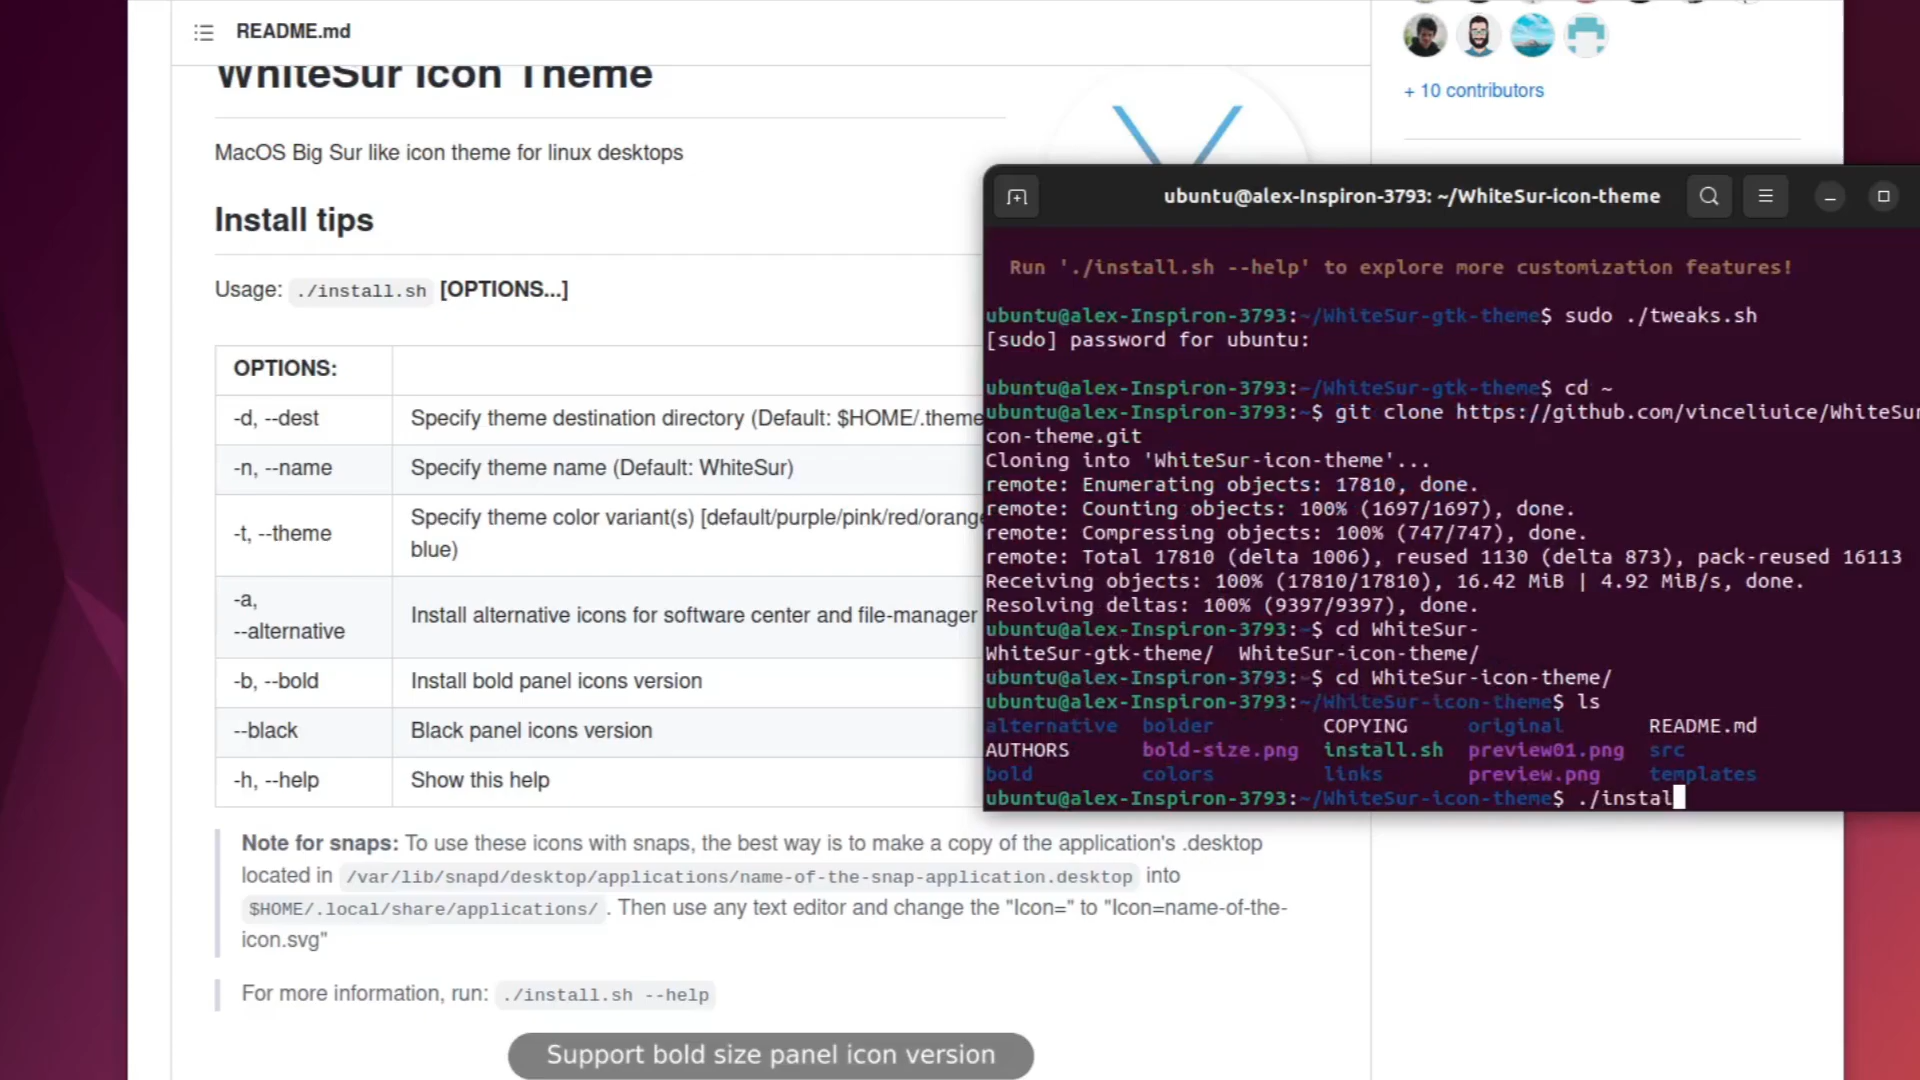 README.md
WhiteSur Icon Theme
MacOS Big Sur like icon theme for linux desktops
Install tips
Usage: ./install.sh [OPTIONS...]
OPTIONS:
-d, --dest Specify theme destination directory (Default: $HOME/.theme
-n, --name Specify theme name (Default: WhiteSur)
-t, --theme Specify theme color variant(s) [default/purple/pink/red/orange
blue)
-a,
--alternative Install alternative icons for software center and file-manager
-b, --bold Install bold panel icons version
--black Black panel icons version
-h, --help Show this help
Note for snaps: To use these icons with snaps, the best way is to make a copy of the application's .desktop
located in /var/lib/snapd/desktop/applications/name-of-the-snap-application.desktop into
$HOME/.local/share/applications/ . Then use any text editor and change the "Icon=" to "Icon=name-of-the-
icon.svg"
For more information, run: ./install.sh --help
Support bold size panel icon version
+ 10 contributors
ubuntu@alex-Inspiron-3793: ~/WhiteSur-icon-theme
Run './install.sh --help' to explore more customization features!
ubuntu@alex-Inspiron-3793:~/WhiteSur-gtk-theme$ sudo ./tweaks.sh
[sudo] password for ubuntu:
ubuntu@alex-Inspiron-3793:~/WhiteSur-gtk-theme$ cd ~
ubuntu@alex-Inspiron-3793:~$ git clone https://github.com/vinceliuice/WhiteSur
con-theme.git
Cloning into 'WhiteSur-icon-theme'...
remote: Enumerating objects: 17810, done.
remote: Counting objects: 100% (1697/1697), done.
remote: Compressing objects: 100% (747/747), done.
remote: Total 17810 (delta 1006), reused 1130 (delta 873), pack-reused 16113
Receiving objects: 100% (17810/17810), 16.42 MiB | 4.92 MiB/s, done.
Resolving deltas: 100% (9397/9397), done.
ubuntu@alex-Inspiron-3793:~$ cd WhiteSur-
WhiteSur-gtk-theme/ WhiteSur-icon-theme/
ubuntu@alex-Inspiron-3793:~$ cd WhiteSur-icon-theme/
ubuntu@alex-Inspiron-3793:~/WhiteSur-icon-theme$ ls
alternative bolder COPYING original README.md
AUTHORS bold-size.png install.sh preview01.png src
bold colors links preview.png templates
ubuntu@alex-Inspiron-3793:~/WhiteSur-icon-theme$ ./instal